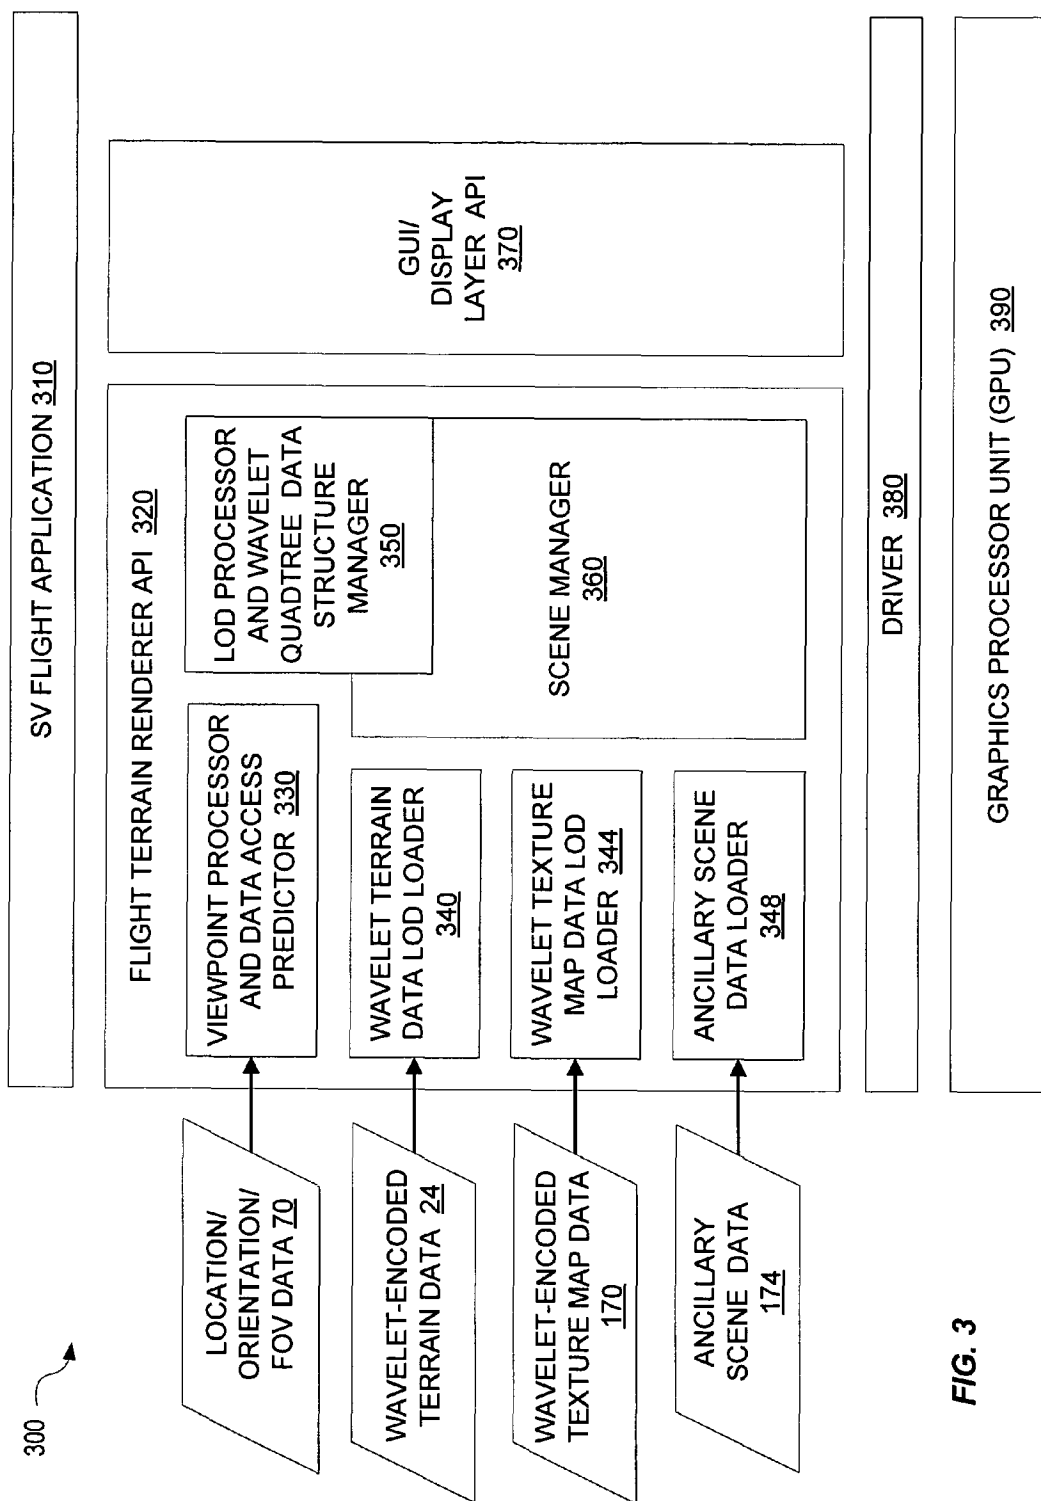 300
SV FLIGHT APPLICATION 310
FLIGHT TERRAIN RENDERER API 320
LOCATION/
ORIENTATION/
FOV DATA 70
VIEWPOINT PROCESSOR
AND DATA ACCESS
PREDICTOR 330
LOD PROCESSOR
AND WAVELET
QUADTREE DATA
STRUCTURE
MANAGER
350
WAVELET-ENCODED
TERRAIN DATA 24
WAVELET TERRAIN
DATA LOD LOADER
340
WAVELET-ENCODED
TEXTURE MAP DATA
170
WAVELET TEXTURE
MAP DATA LOD
LOADER 344
SCENE MANAGER
360
ANCILLARY
SCENE DATA
174
ANCILLARY SCENE
DATA LOADER
348
GUI/
DISPLAY
LAYER API
370
DRIVER 380
GRAPHICS PROCESSOR UNIT (GPU) 390
FIG. 3